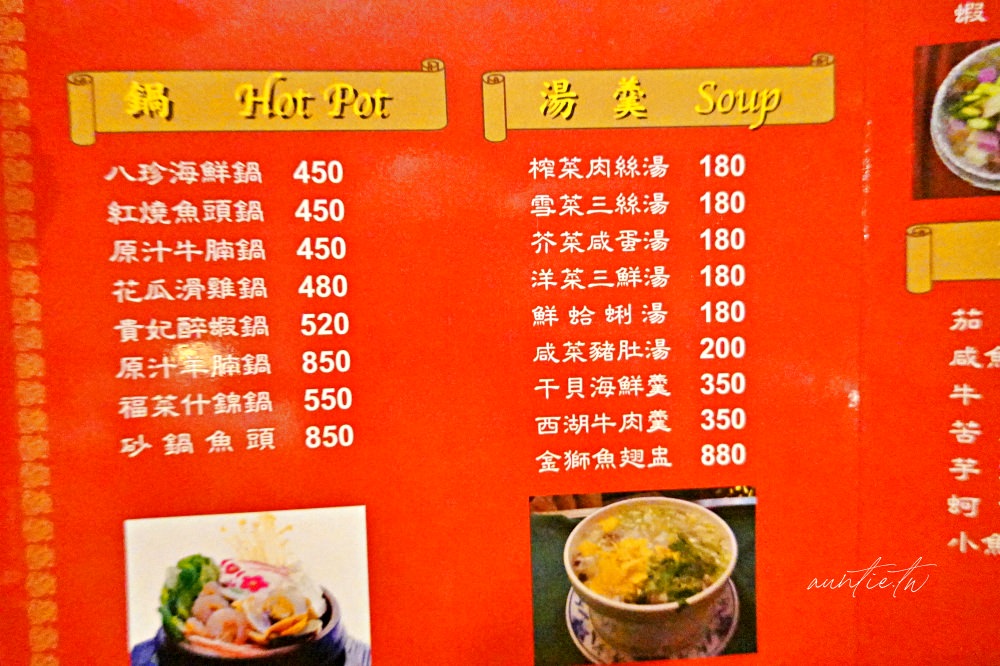 鍋 Hot Pot
八珍海鮮鍋 450
紅燒魚頭鍋 450
原汁牛腩鍋 450
花瓜滑雞鍋 480
貴妃醉蝦鍋 520
原汁羊腩鍋 850
福菜什錦鍋 550
砂鍋魚頭 850
湯羹 Soup
榨菜肉絲湯 180
雪菜三絲湯 180
芥菜咸蛋湯 180
洋菜三鮮湯 180
鮮蛤蜊湯 180
咸菜豬肚湯 200
干貝海鮮羹 350
西湖牛肉羹 350
金獅魚翅盅 880
蝦
茄
咸魚
牛
苦
芋
蚵
小魚
auntie.tw